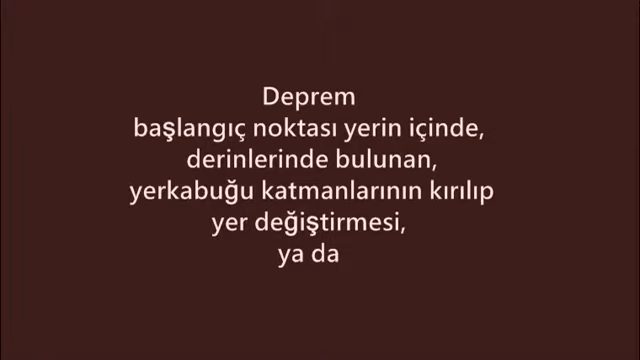 Deprem
başlangıç noktası yerin içinde,
derinlerinde bulunan,
yerkabuğu katmanlarının kırılıp
yer değiştirmesi,
ya da